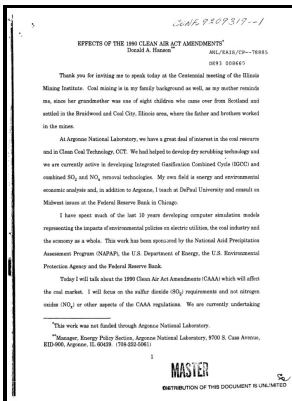 CONF-9209319--1
EFFECTS OF THE 1990 CLEAN AIR ACT AMENDMENTS*
Donald A. Hanson**
ANL/EAIS/CP--78885
DE93 008667
Thank you for inviting me to speak today at the Centennial meeting of the Illinois
Mining Institute. Coal mining is in my family background as well, as my mother reminds
me, since her grandmother was one of eight children who came over from Scotland and
settled in the Braidwood and Coal City, Illinois area, where the father and brothers worked
in the mines.
At Argonne National Laboratory, we have a great deal of interest in the coal resource
and in Clean Coal Technology, CCT. We had helped to develop dry scrubbing technology and
we are currently active in developing Integrated Gasification Combined Cycle (IGCC) and
combined SO₂ and NOₓ removal technologies. My own field is energy and environmental
economic analysis and, in addition to Argonne, I teach at DePaul University and consult on
Midwest issues at the Federal Reserve Bank in Chicago.
I have spent much of the last 10 years developing computer simulation models
representing the impacts of environmental policies on electric utilities, the coal industry and
the economy as a whole. This work has been sponsored by the National Acid Precipitation
Assessment Program (NAPAP), the U.S. Department of Energy, the U.S. Environmental
Protection Agency and the Federal Reserve Bank.
Today I will talk about the 1990 Clean Air Act Amendments (CAAA) which will affect
the coal market. I will focus on the sulfur dioxide (SO₂) requirements and not nitrogen
oxides (NOₓ) or other aspects of the CAAA regulations. We are currently undertaking
*This work was not funded through Argonne National Laboratory.
**Manager, Energy Policy Section, Argonne National Laboratory, 9700 S. Cass Avenue,
EID-900, Argonne, IL 60439. (708-252-5061)
1
MASTER
DISTRIBUTION OF THIS DOCUMENT IS UNLIMITED